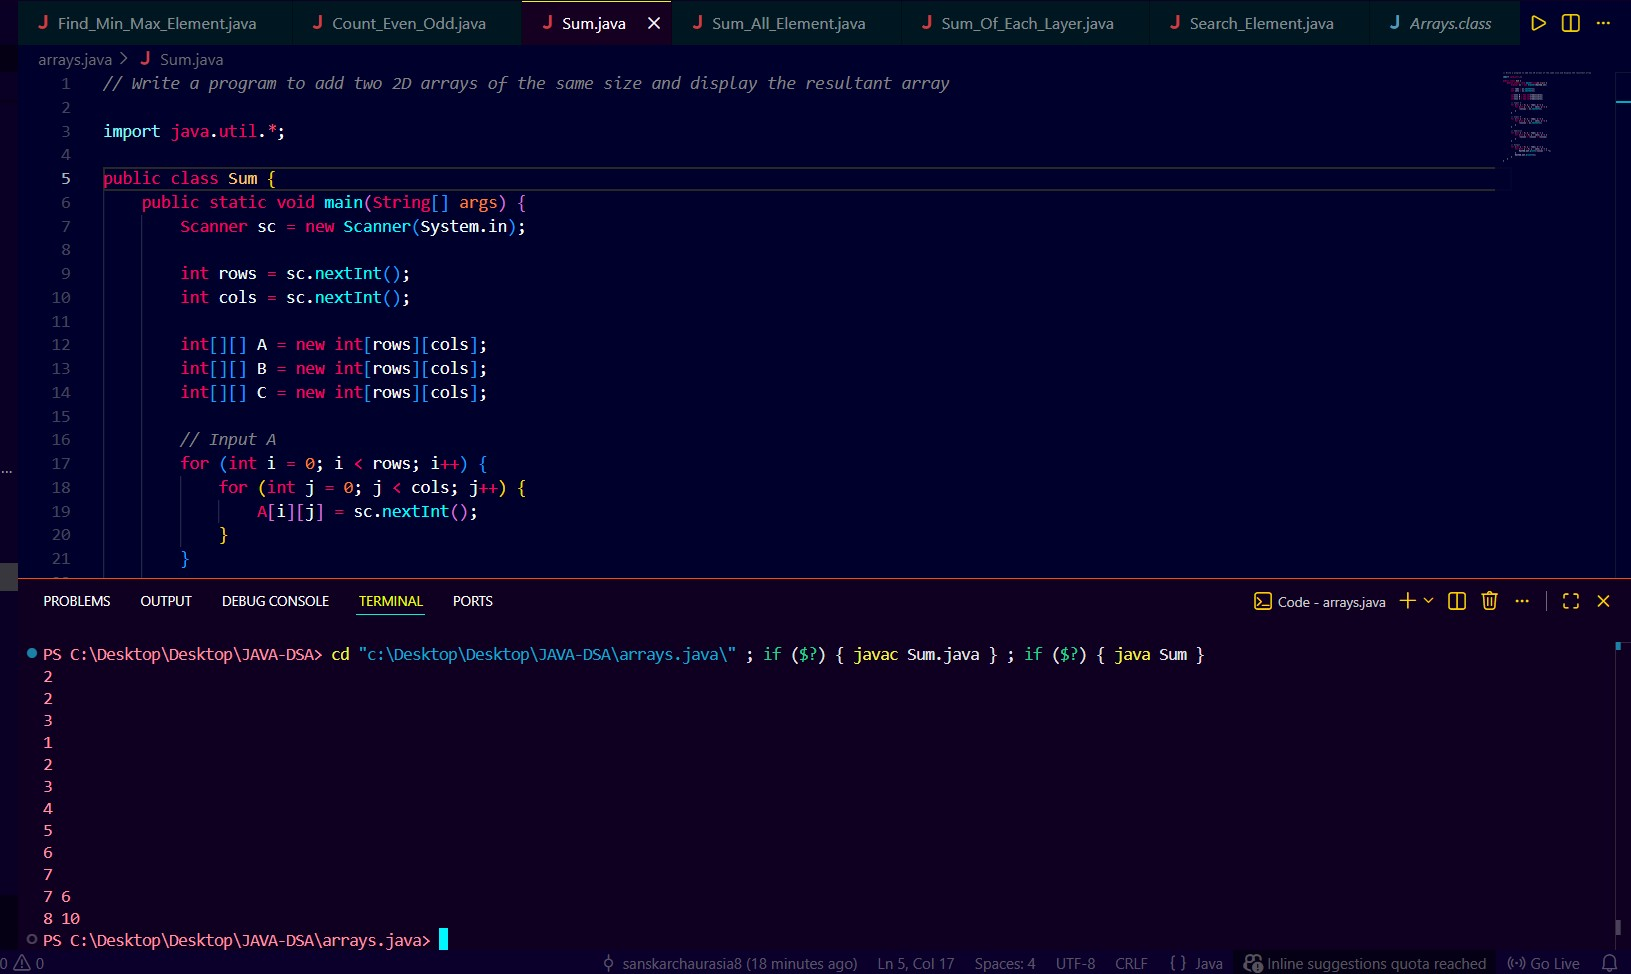 Find_Min_Max_Element.java Count_Even_Odd.java Sum.java Sum_All_Element.java Sum_Of_Each_Layer.java Search_Element.java Arrays.class
arrays.java > Sum.java
1 // Write a program to add two 2D arrays of the same size and display the resultant array
2
3 import java.util.*;
4
5 public class Sum {
6 public static void main(String[] args) {
7 Scanner sc = new Scanner(System.in);
8
9 int rows = sc.nextInt();
10 int cols = sc.nextInt();
11
12 int[][] A = new int[rows][cols];
13 int[][] B = new int[rows][cols];
14 int[][] C = new int[rows][cols];
15
16 // Input A
17 for (int i = 0; i < rows; i++) {
18 for (int j = 0; j < cols; j++) {
19 A[i][j] = sc.nextInt();
20 }
21 }
PROBLEMS OUTPUT DEBUG CONSOLE TERMINAL PORTS Code - arrays.java
PS C:\Desktop\Desktop\JAVA-DSA> cd "c:\Desktop\Desktop\JAVA-DSA\arrays.java\" ; if ($?) { javac Sum.java } ; if ($?) { java Sum }
2
2
3
1
2
3
4
5
6
7
7 6
8 10
PS C:\Desktop\Desktop\JAVA-DSA\arrays.java>
0 0 sanskarchaurasia8 (18 minutes ago) Ln 5, Col 17 Spaces: 4 UTF-8 CRLF { } Java Inline suggestions quota reached Go Live